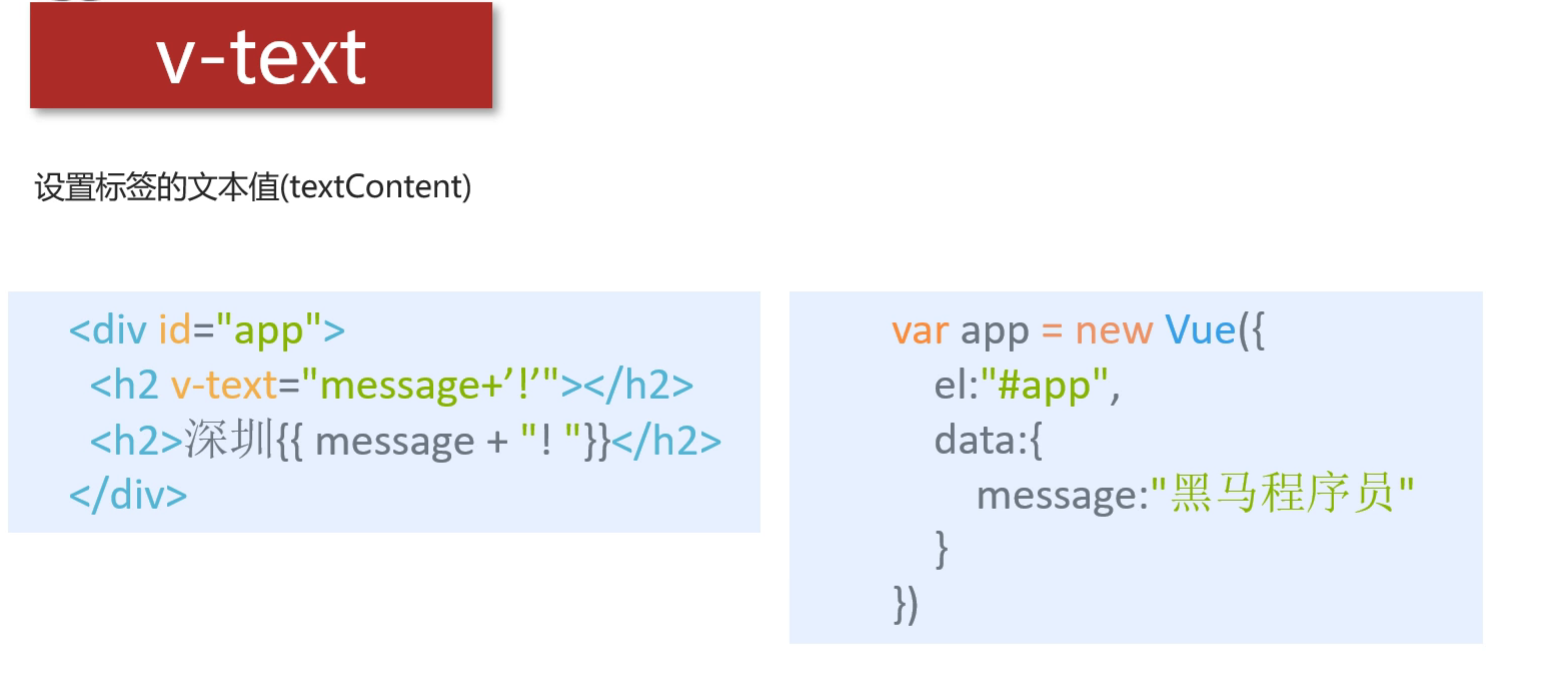 v-text
设置标签的文本值(textContent)
<div id="app">
<h2 v-text="message+’!’"></h2>
<h2>深圳{{ message + "! "}}</h2>
</div>
var app = new Vue({
el:"#app",
data:{
message:"黑马程序员"
}
})